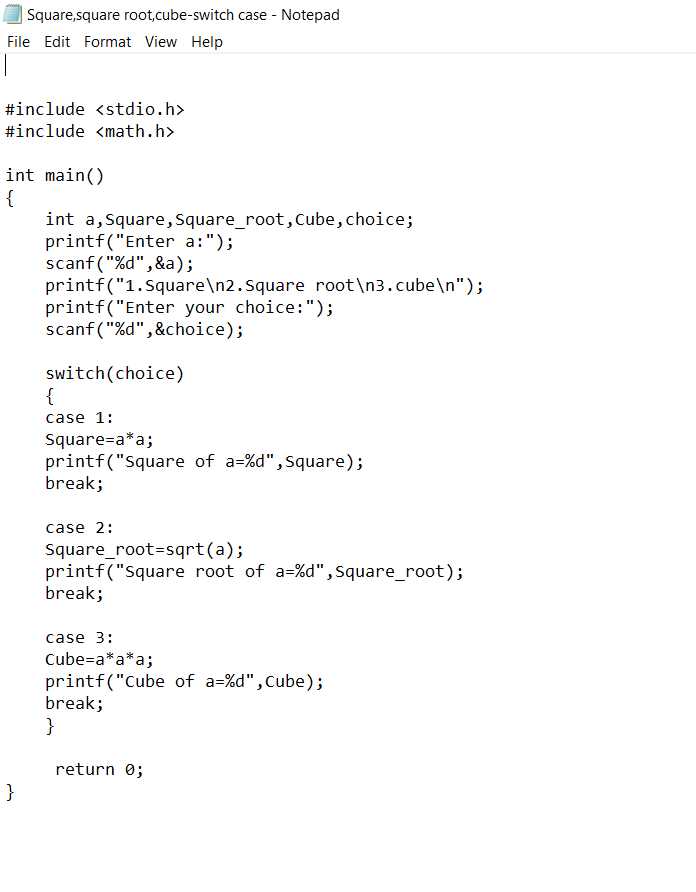 Square,square root,cube-switch case - Notepad
File Edit Format View Help
#include <stdio.h>
#include <math.h>
int main()
{
    int a,Square,Square_root,Cube,choice;
    printf("Enter a:");
    scanf("%d",&a);
    printf("1.Square\n2.Square root\n3.cube\n");
    printf("Enter your choice:");
    scanf("%d",&choice);
    switch(choice)
    {
    case 1:
    Square=a*a;
    printf("Square of a=%d",Square);
    break;
    case 2:
    Square_root=sqrt(a);
    printf("Square root of a=%d",Square_root);
    break;
    case 3:
    Cube=a*a*a;
    printf("Cube of a=%d",Cube);
    break;
    }
     return 0;
}